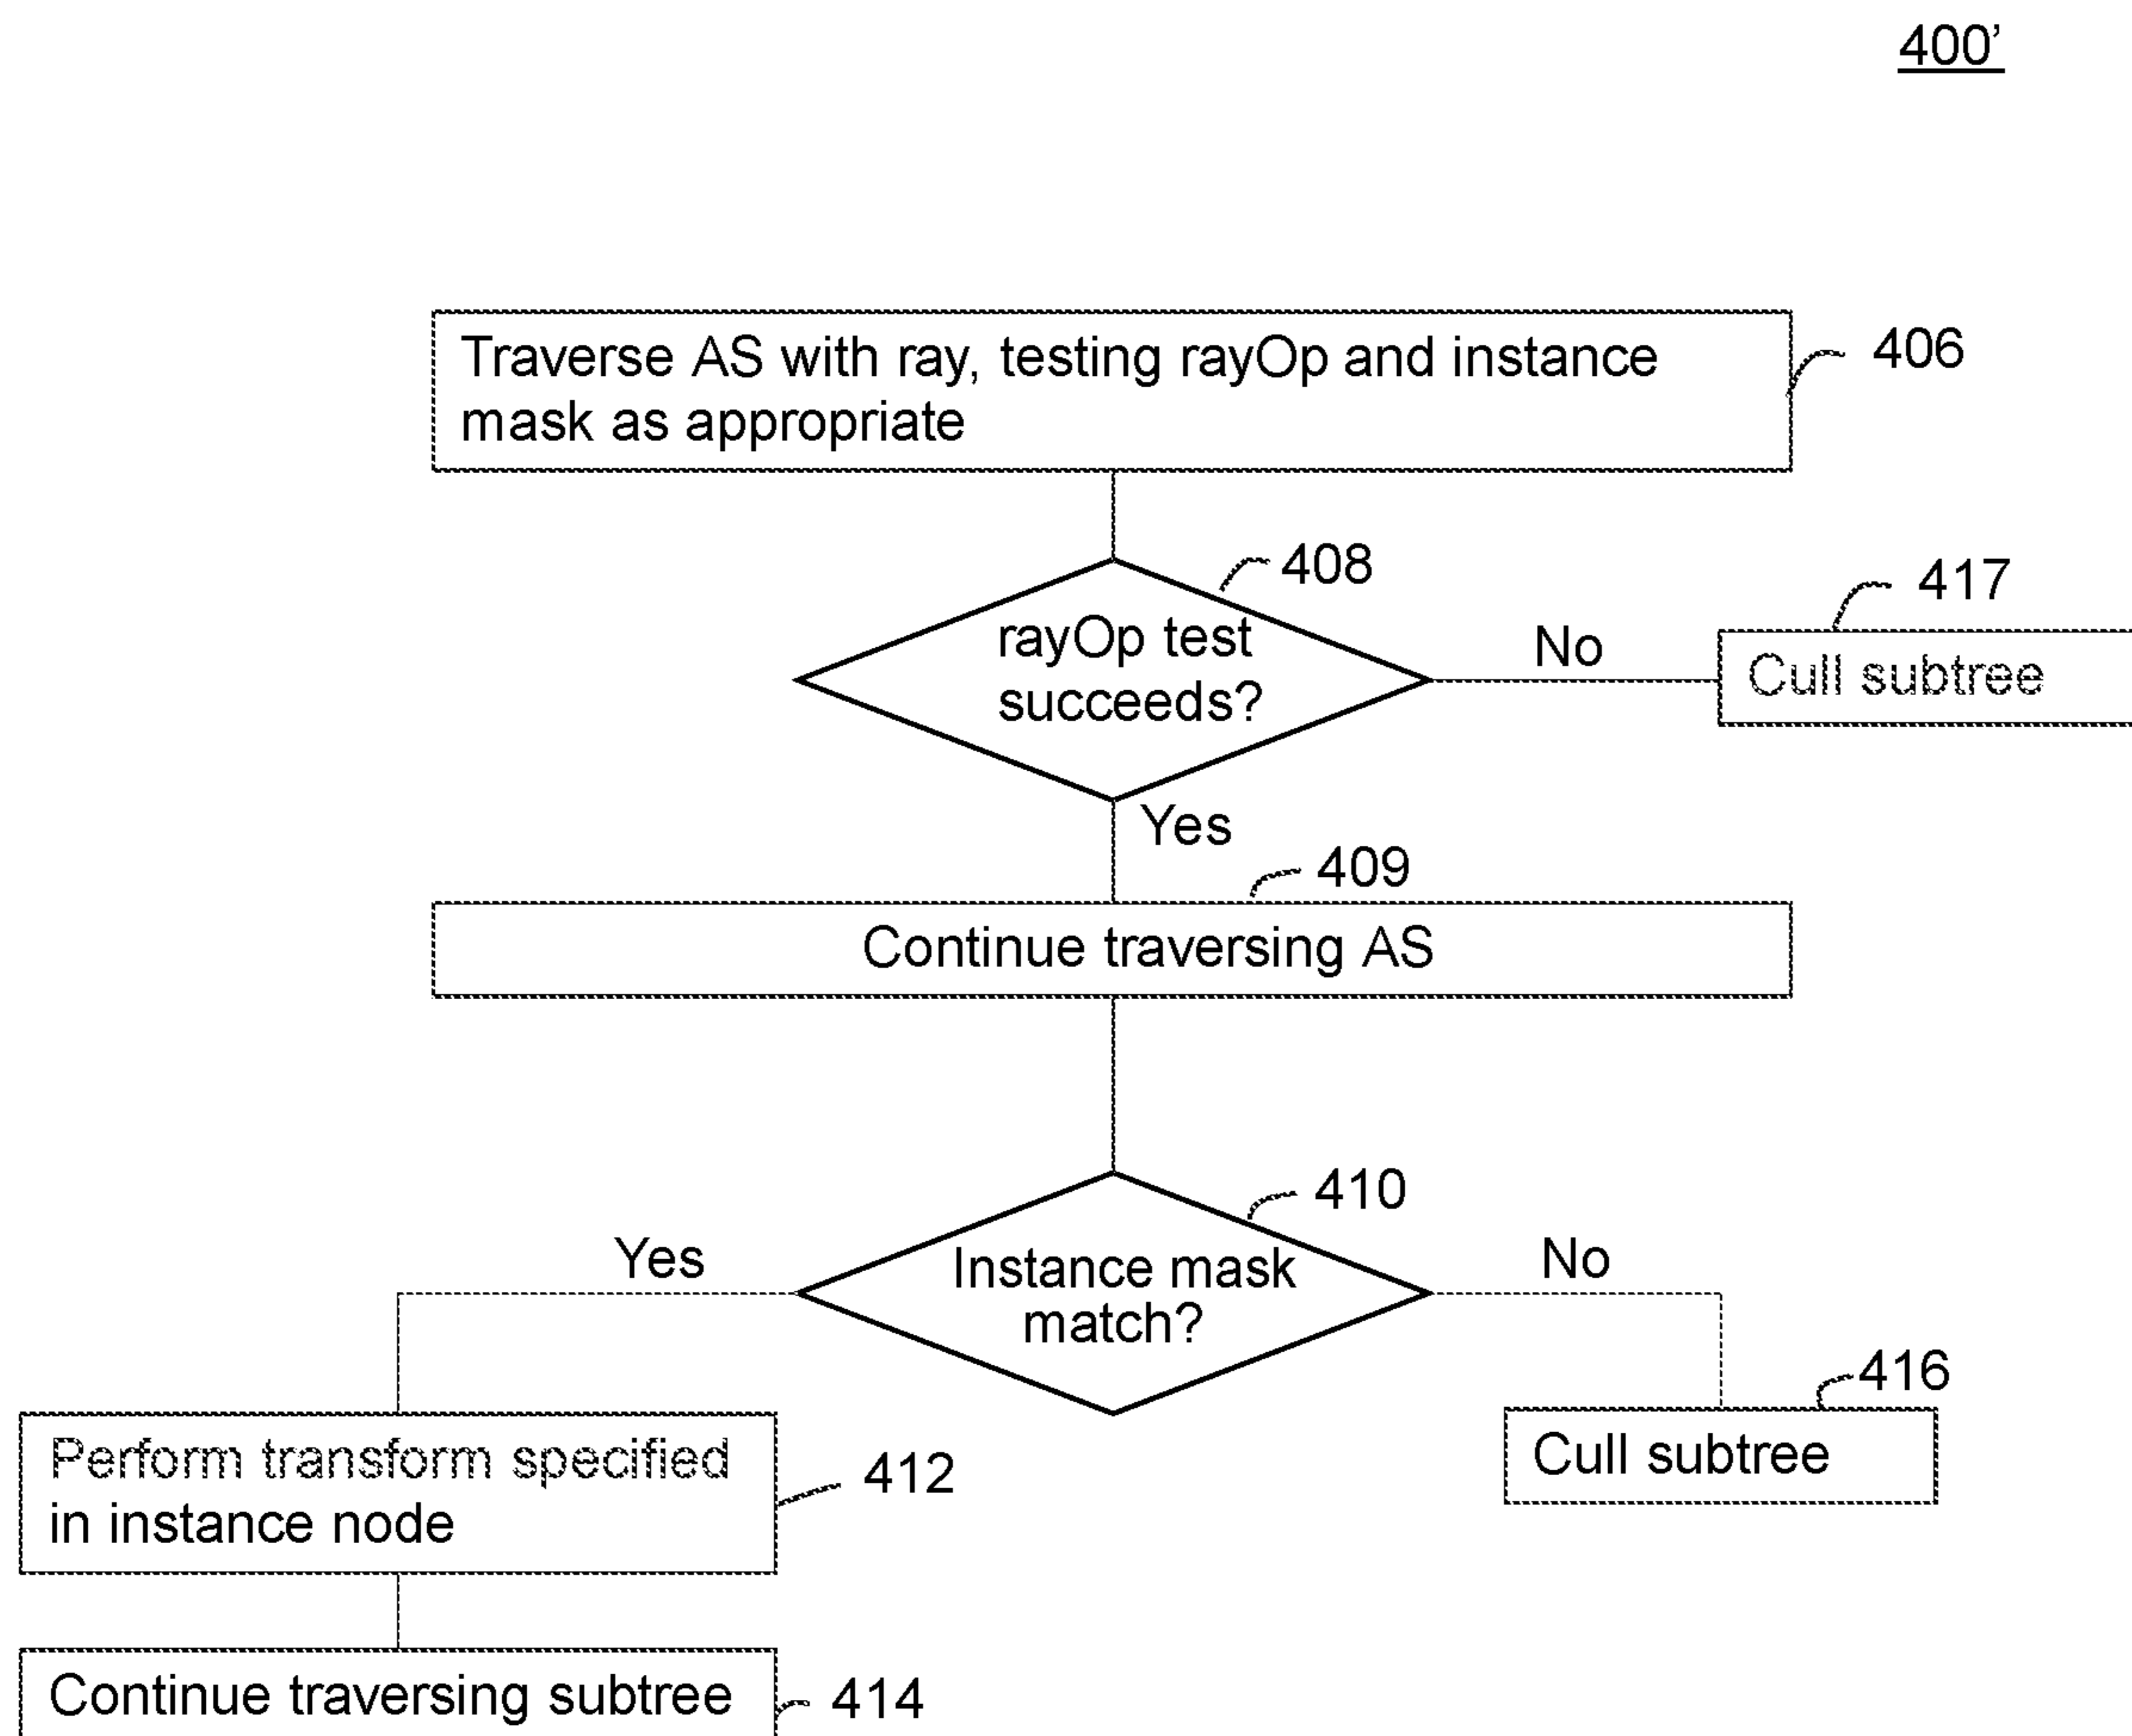 400’
Traverse AS with ray, testing rayOp and instance
mask as appropriate
406
408
rayOp test
succeeds?
No
417
Cull subtree
Yes
409
Continue traversing AS
410
Instance mask
match?
Yes
No
416
Cull subtree
Perform transform specified
in instance node
412
Continue traversing subtree
414